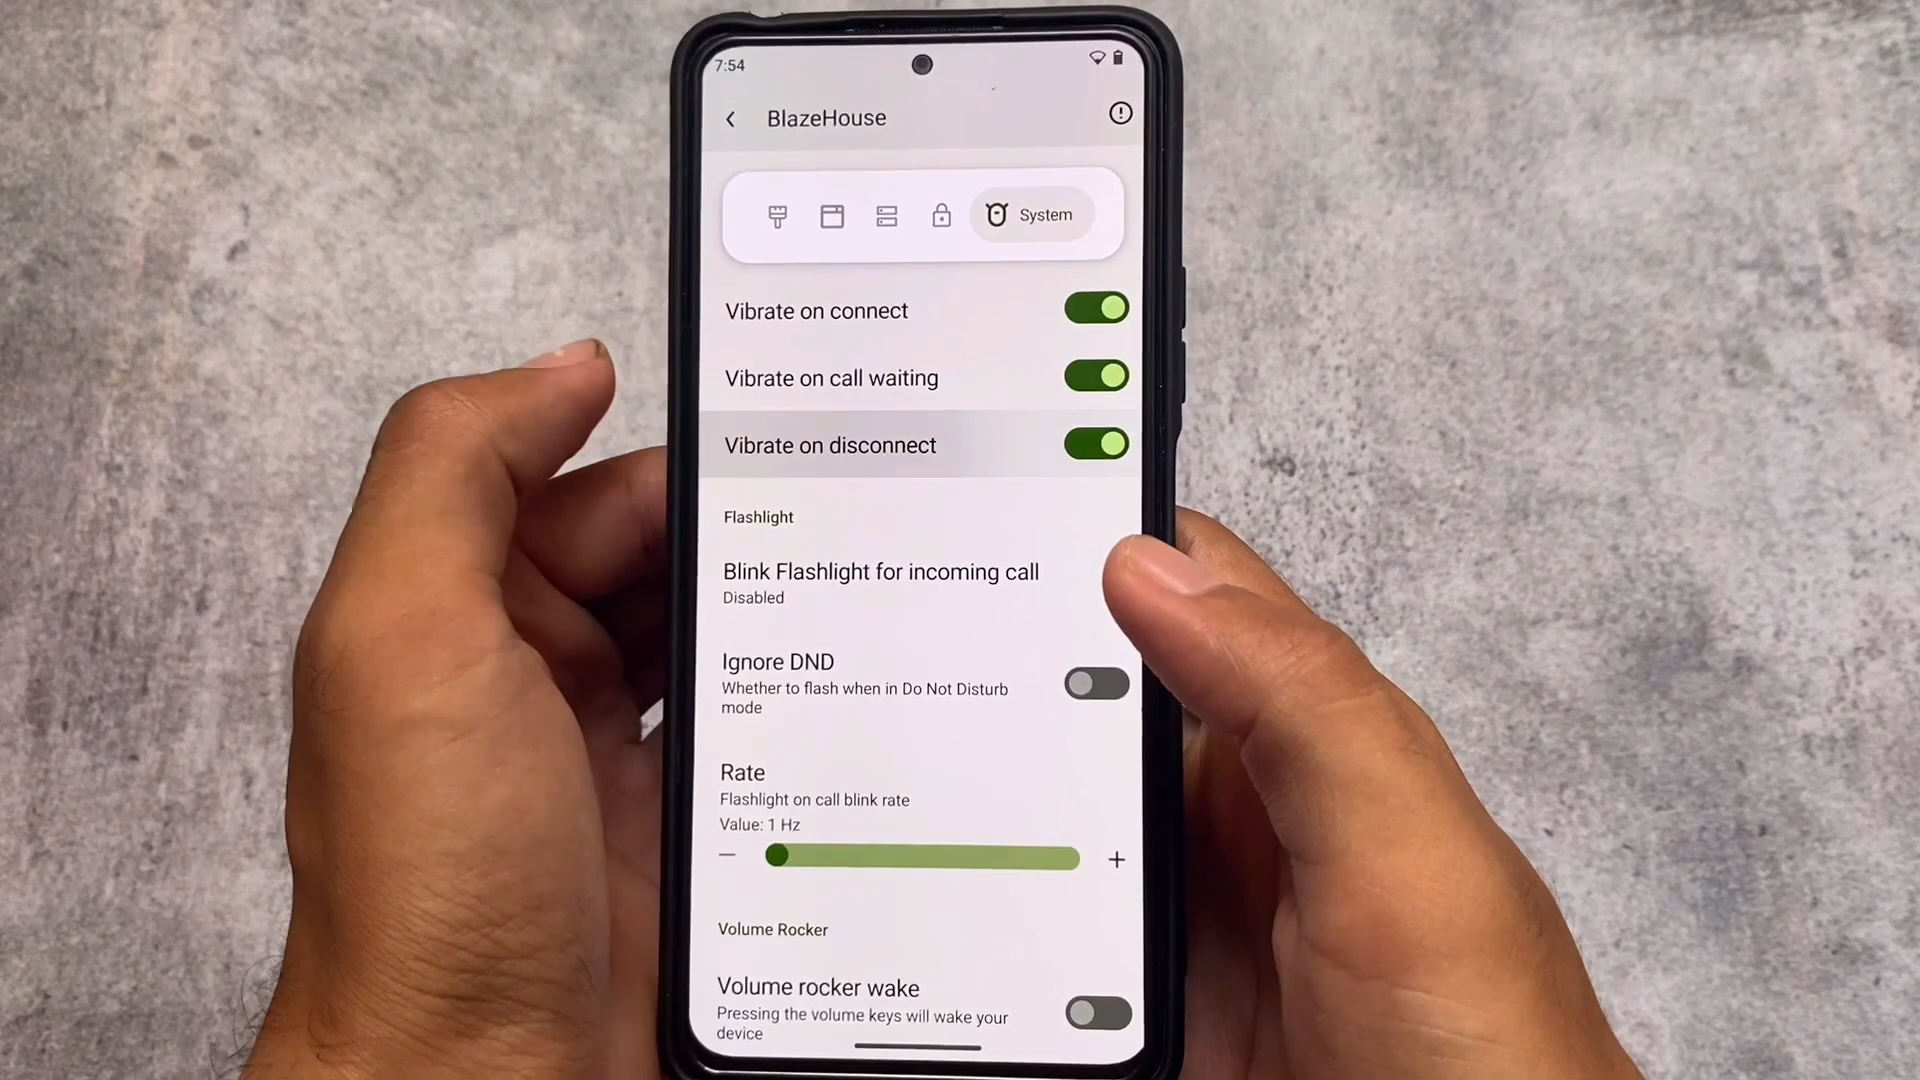 7:54
BlazeHouse
System
Vibrate on connect
Vibrate on call waiting
Vibrate on disconnect
Flashlight
Blink Flashlight for incoming call
Disabled
Ignore DND
Whether to flash when in Do Not Disturb
mode
Rate
Flashlight on call blink rate
Value: 1 Hz
Volume Rocker
Volume rocker wake
Pressing the volume keys will wake your
device